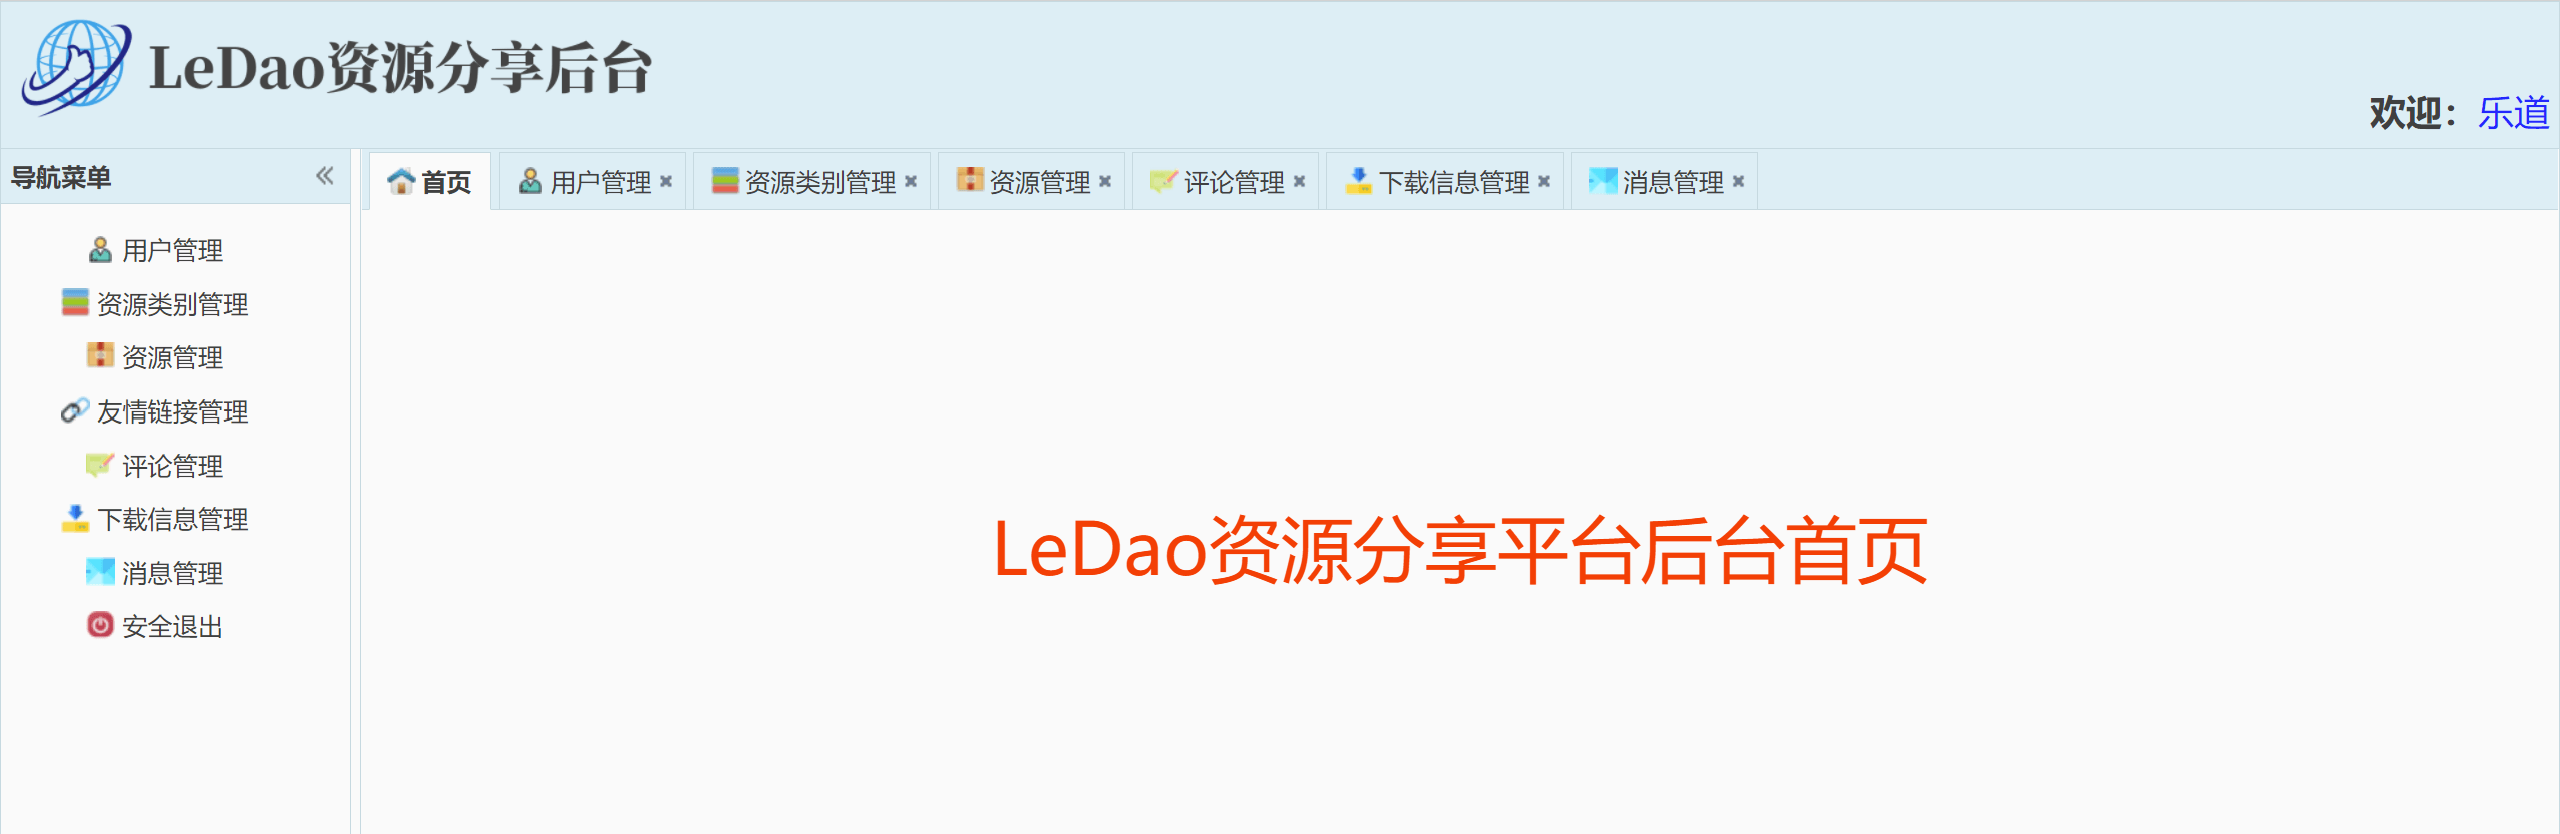 LeDao资源分享后台
欢迎：乐道
导航菜单
首页 用户管理 资源类别管理 资源管理 评论管理 下载信息管理 消息管理
用户管理
资源类别管理
资源管理
友情链接管理
评论管理
下载信息管理
消息管理
安全退出
LeDao资源分享平台后台首页